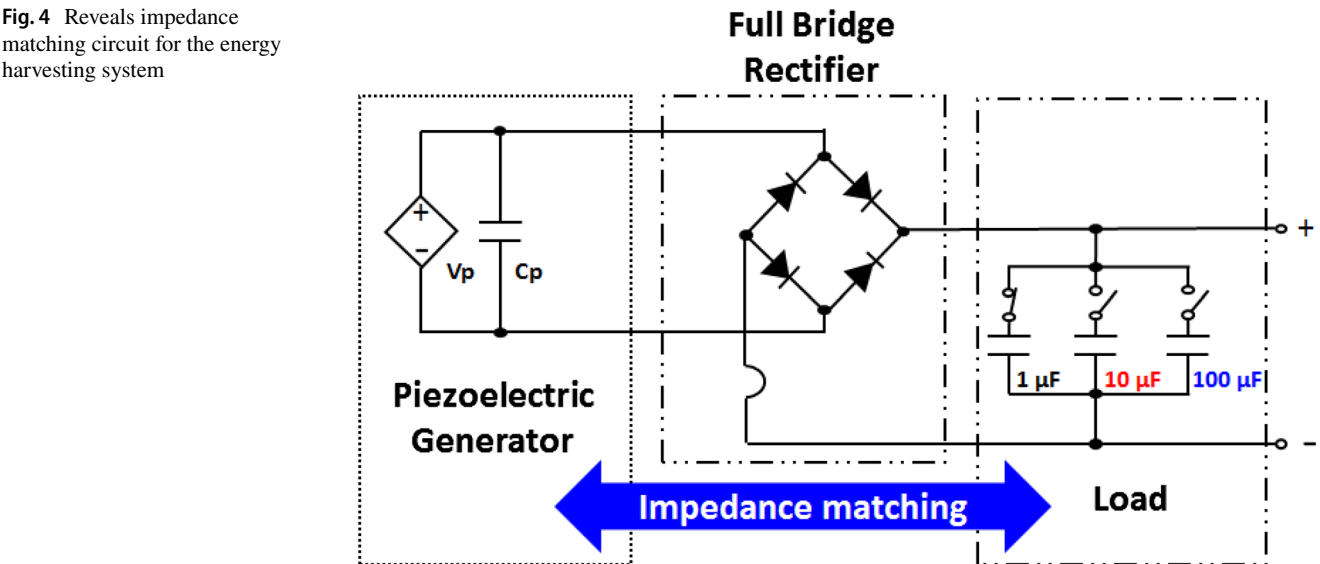 Fig. 4 Reveals impedance
matching circuit for the energy
harvesting system
Full Bridge
Rectifier
+
−
Vp
Cp
+
1 µF
10 µF
100 µF
−
Piezoelectric
Generator
Impedance matching
Load